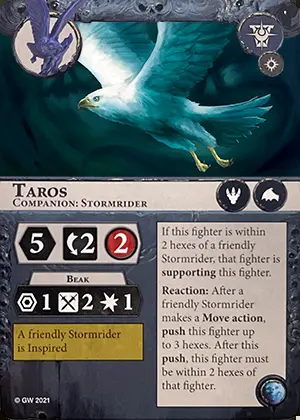 Taros
Companion: Stormrider
5 2 2
Beak
1 2 1
A friendly Stormrider
is Inspired
If this fighter is within
2 hexes of a friendly
Stormrider, that fighter is
supporting this fighter.
Reaction: After a
friendly Stormrider
makes a Move action,
push this fighter up
to 3 hexes. After this
push, this fighter must
be within 2 hexes of
that fighter.
© GW 2021